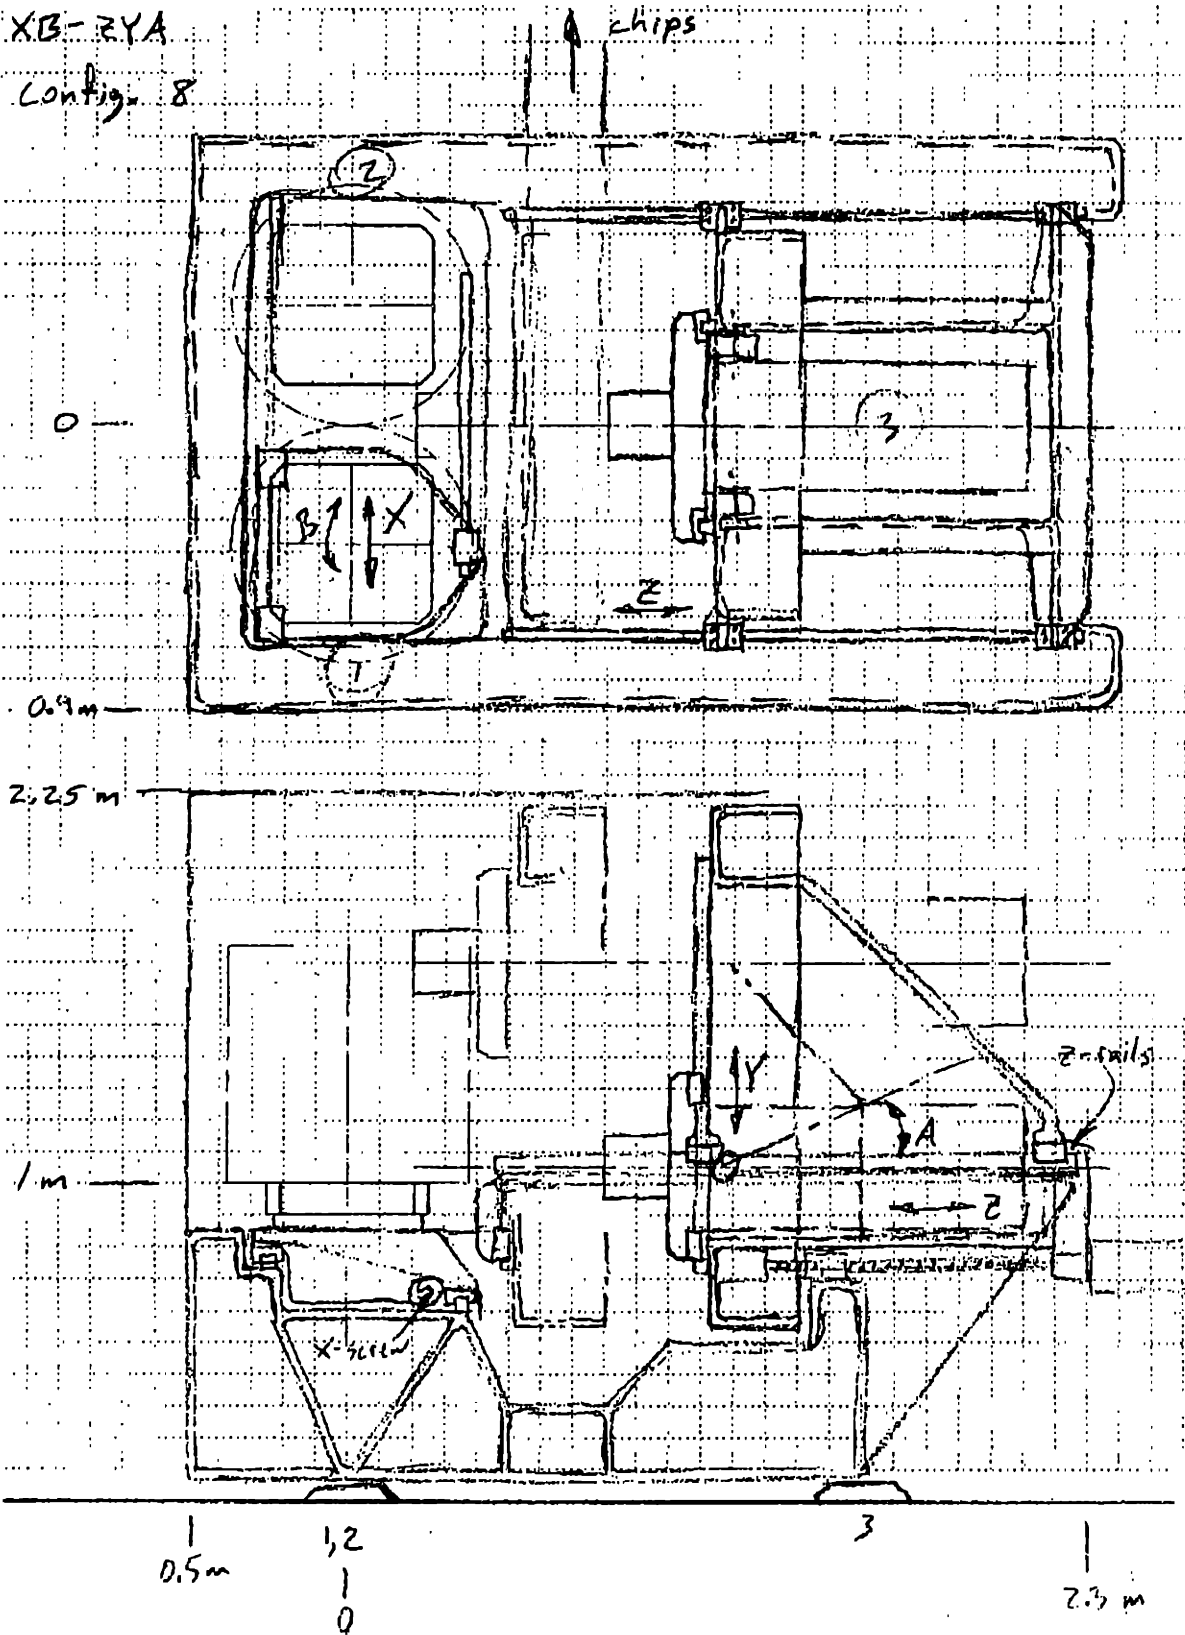 XB-ZYA
chips
Config. 8
2
0
3
B
X
Z
1
0.9m
2.25 m
Z-rails
Y
A
1 m
Z
X-screw
1,2
3
0.5m
2.3 m
0